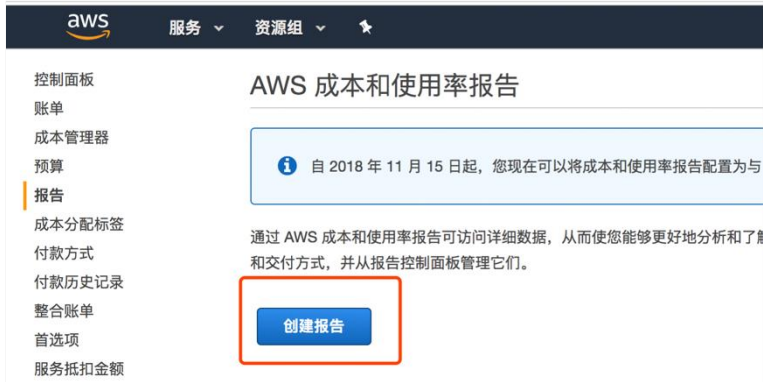 aws 服务 资源组
控制面板
账单
成本管理器
预算
报告
成本分配标签
付款方式
付款历史记录
整合账单
首选项
服务抵扣金额
AWS 成本和使用率报告
自 2018 年 11 月 15 日起，您现在可以将成本和使用率报告配置为与
通过 AWS 成本和使用率报告可访问详细数据，从而使您能够更好地分析和了
和交付方式，并从报告控制面板管理它们。
创建报告